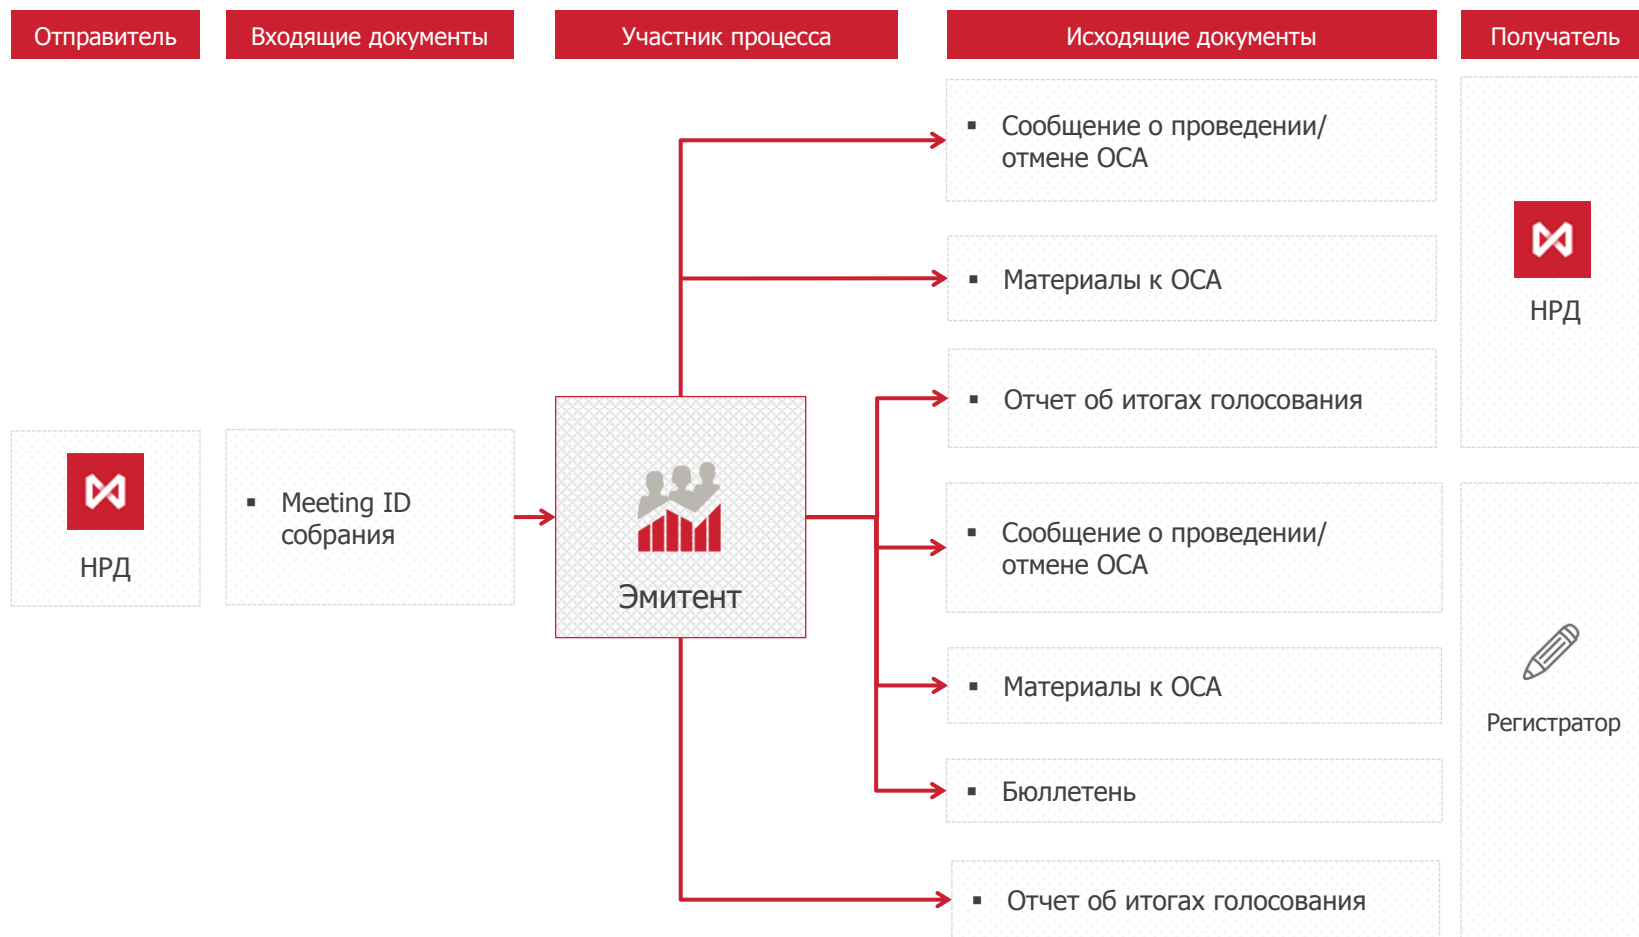 Отправитель
Входящие документы
Участник процесса
Исходящие документы
Получатель
▪ Сообщение о проведении/
отмене ОСА
▪ Материалы к ОСА
НРД
▪ Отчет об итогах голосования
НРД
▪ Meeting ID
собрания
Эмитент
▪ Сообщение о проведении/
отмене ОСА
▪ Материалы к ОСА
Регистратор
▪ Бюллетень
▪ Отчет об итогах голосования